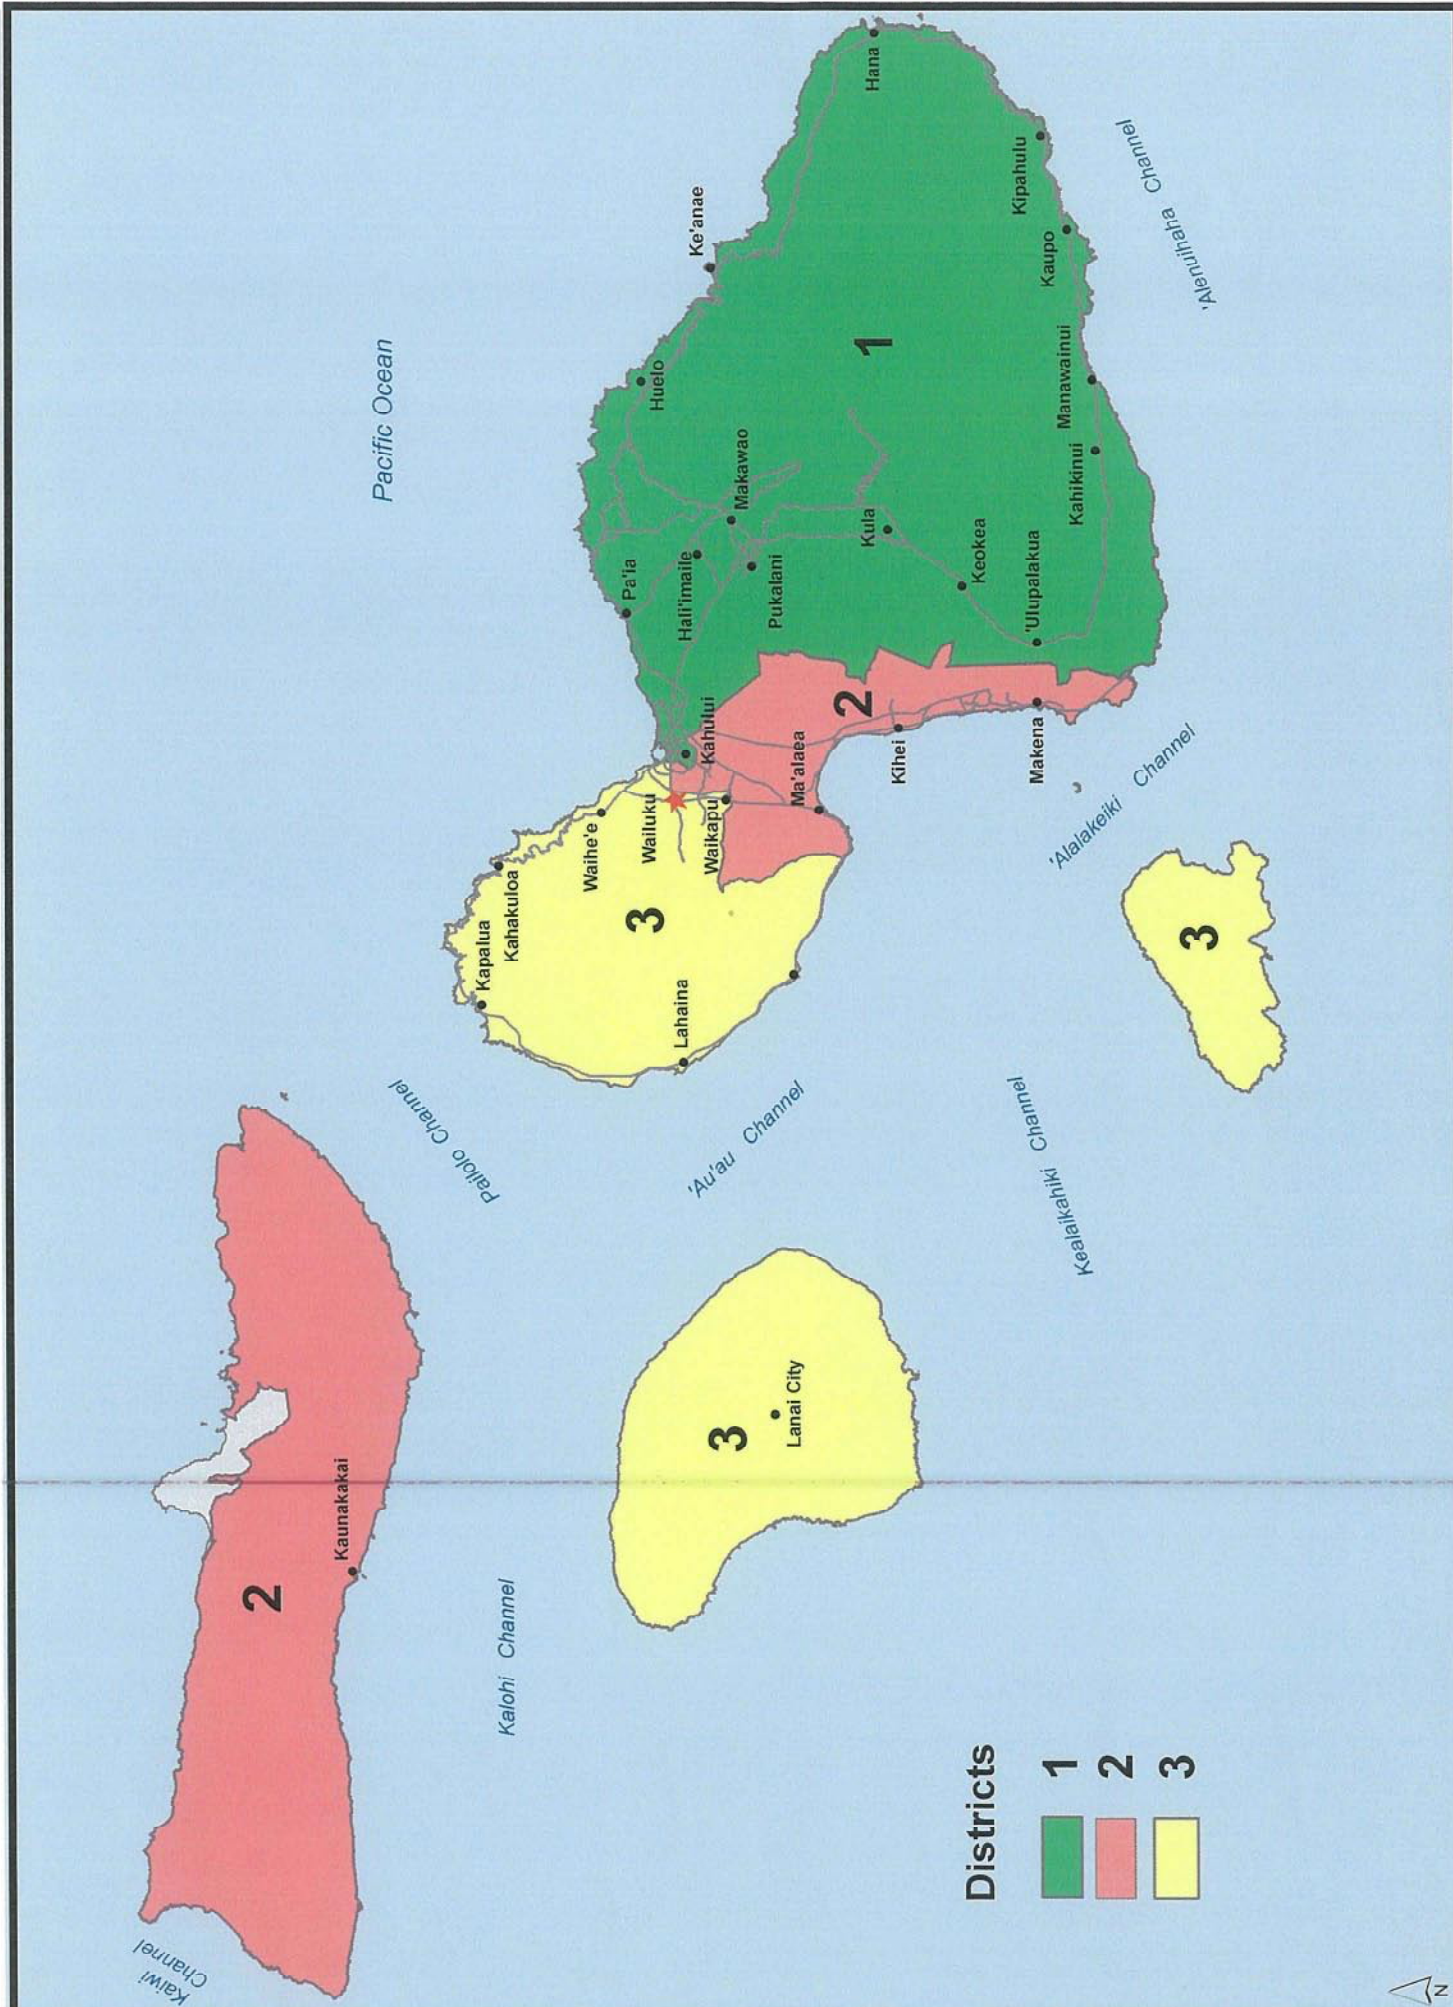 Kaiwi
Channel
2
Kaunakakai
Kalohi Channel
Pailolo Channel
Pacific Ocean
3
Lanai City
'Au'au Channel
Kapalua
Kahakuloa
Waihe'e
3
Wailuku
Lahaina
Waikapu
Kahului
Ma'alaea
2
Kihei
Makena
Pa'ia
Hali'imaile
Pukalani
Makawao
Huelo
Ke'anae
1
Hana
Kula
Keokea
'Ulupalakua
Kahikinui
Manawainui
Kaupo
Kipahulu
'Alenuihaha Channel
'Alalakeiki Channel
Kealaikahiki Channel
3
Districts
1
2
3
N